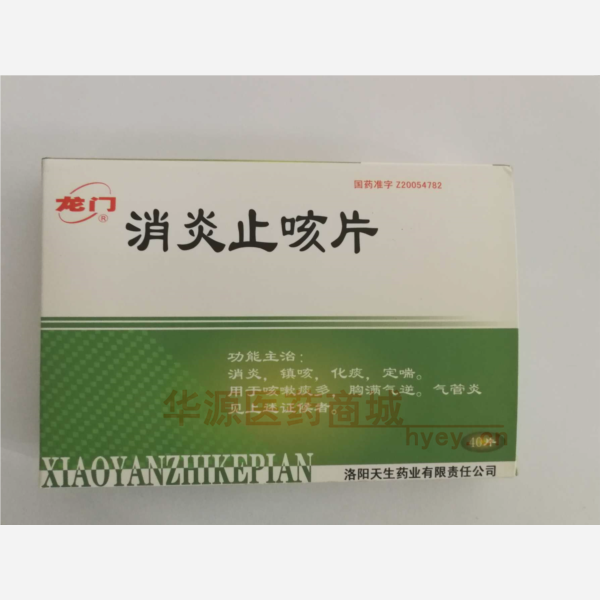 国药准字 Z20054782
龙门®
消炎止咳片
功能主治：
消炎，镇咳，化痰，定喘。
用于咳嗽痰多，胸满气逆。气管炎
见上述证候者。
华源医药商城
XIAOYANZHIKEPIAN
洛阳天生药业有限责任公司